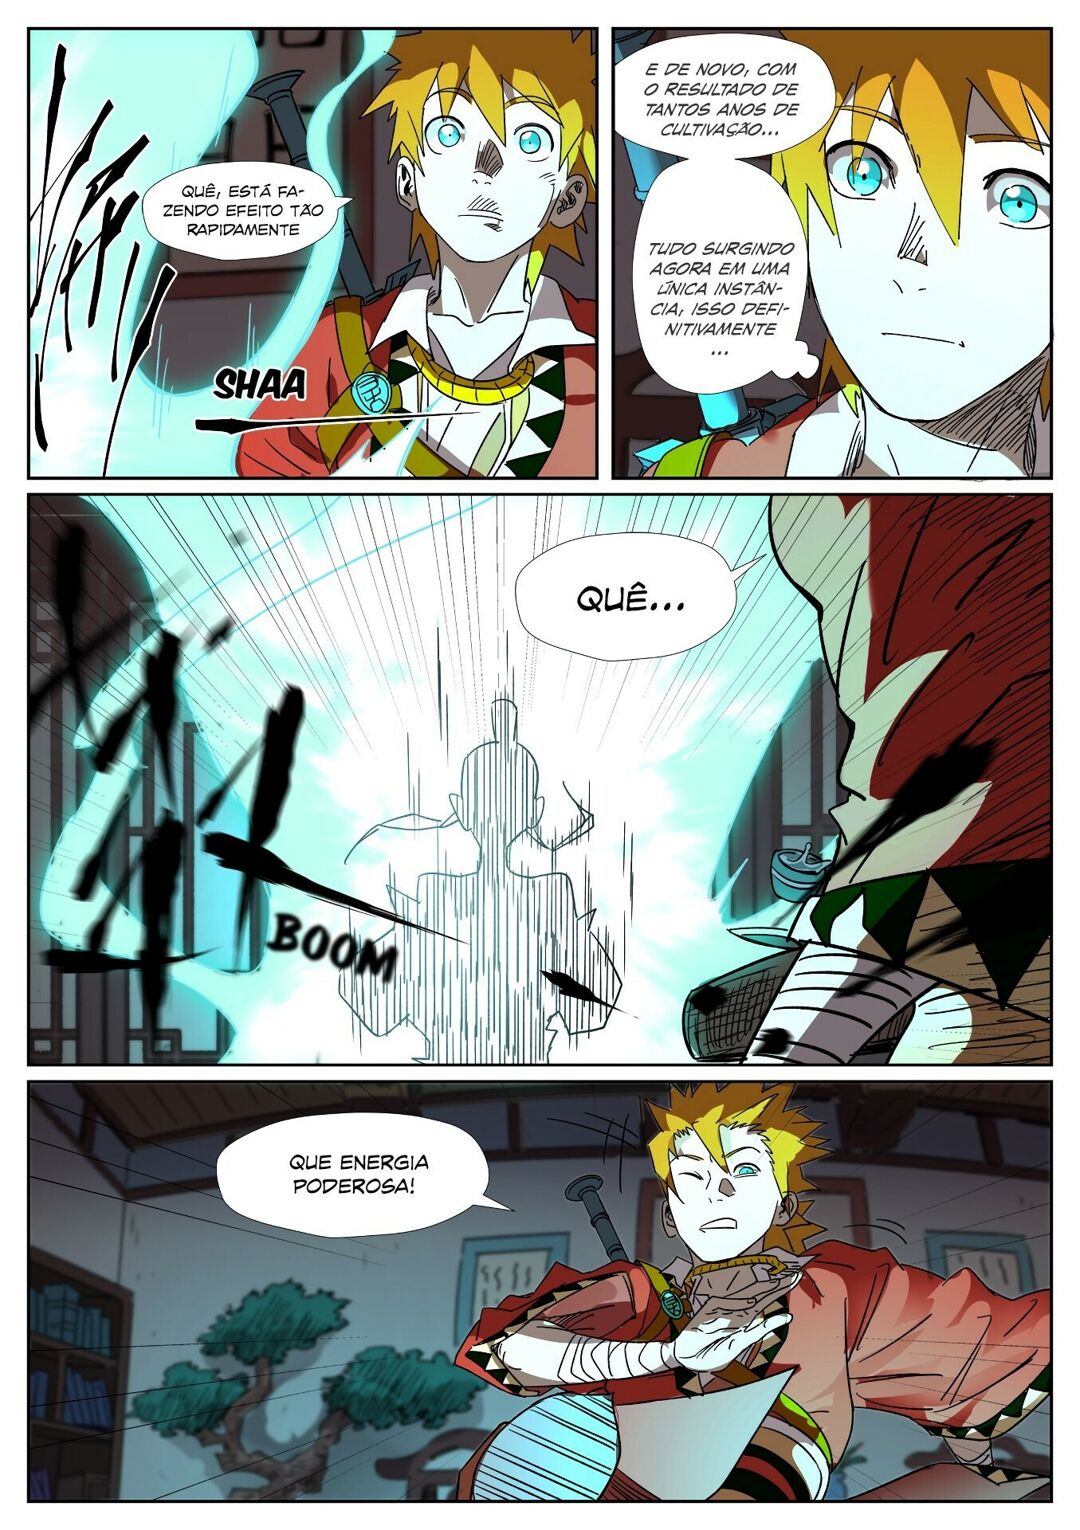 QUÊ, ESTÁ FA-
ZENDO EFEITO TÃO
RAPIDAMENTE
SHAA
E DE NOVO, COM
O RESULTADO DE
TANTOS ANOS DE
CULTIVAÇÃO...
TUDO SURGINDO
AGORA EM UMA
ÚNICA INSTÂN-
CIA, ISSO DEFI-
NITIVAMENTE
...
QUÊ...
BOOM
QUE ENERGIA
PODEROSA!